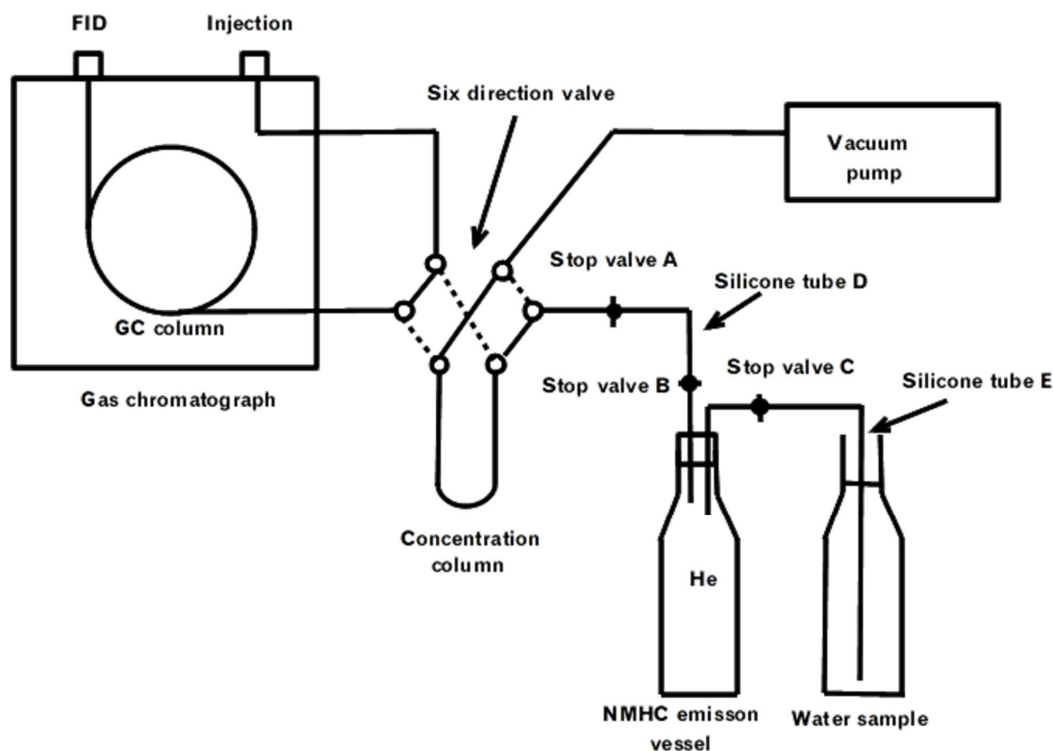 FID
Injection
Six direction valve
Vacuum
pump
Stop valve A
Silicone tube D
GC column
Stop valve B
Stop valve C
Silicone tube E
Gas chromatograph
Concentration
column
He
NMHC emisson
vessel
Water sample